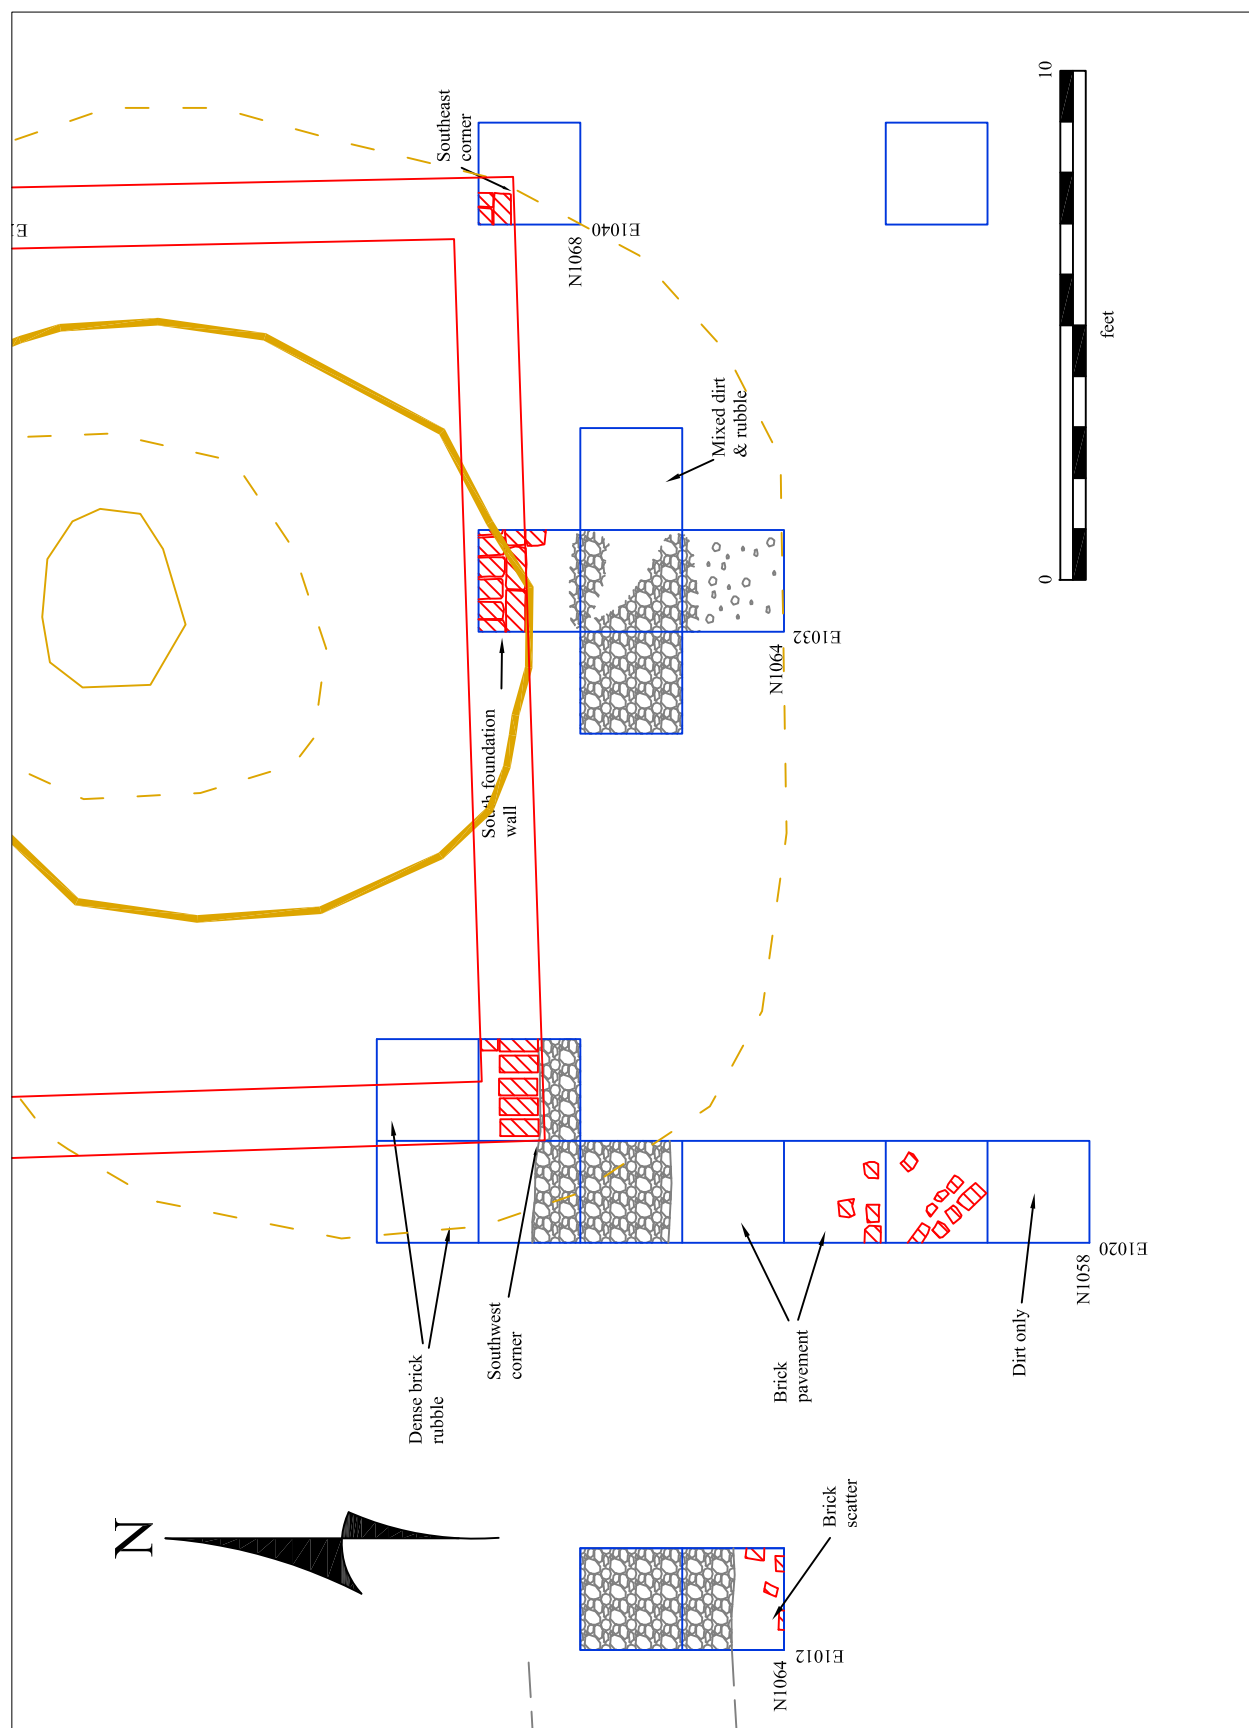 Southeast
corner
E1040
N1068
10
feet
0
Mixed dirt
& rubble
South foundation
wall
E1032
N1064
Dense brick
rubble
Southwest
corner
Brick
pavement
Dirt only
E1020
N1058
N
Brick
scatter
E1012
N1064